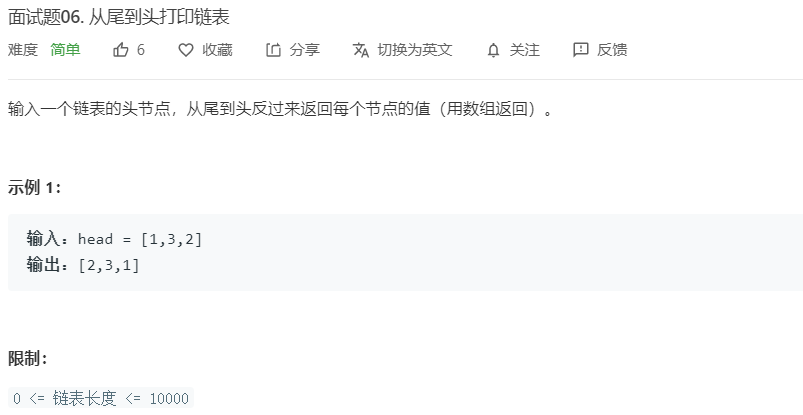 面试题06. 从尾到头打印链表
难度 简单 6 收藏 分享 切换为英文 关注 反馈
输入一个链表的头节点，从尾到头反过来返回每个节点的值（用数组返回）。
示例 1：
输入：head = [1,3,2]
输出：[2,3,1]
限制：
0 <= 链表长度 <= 10000